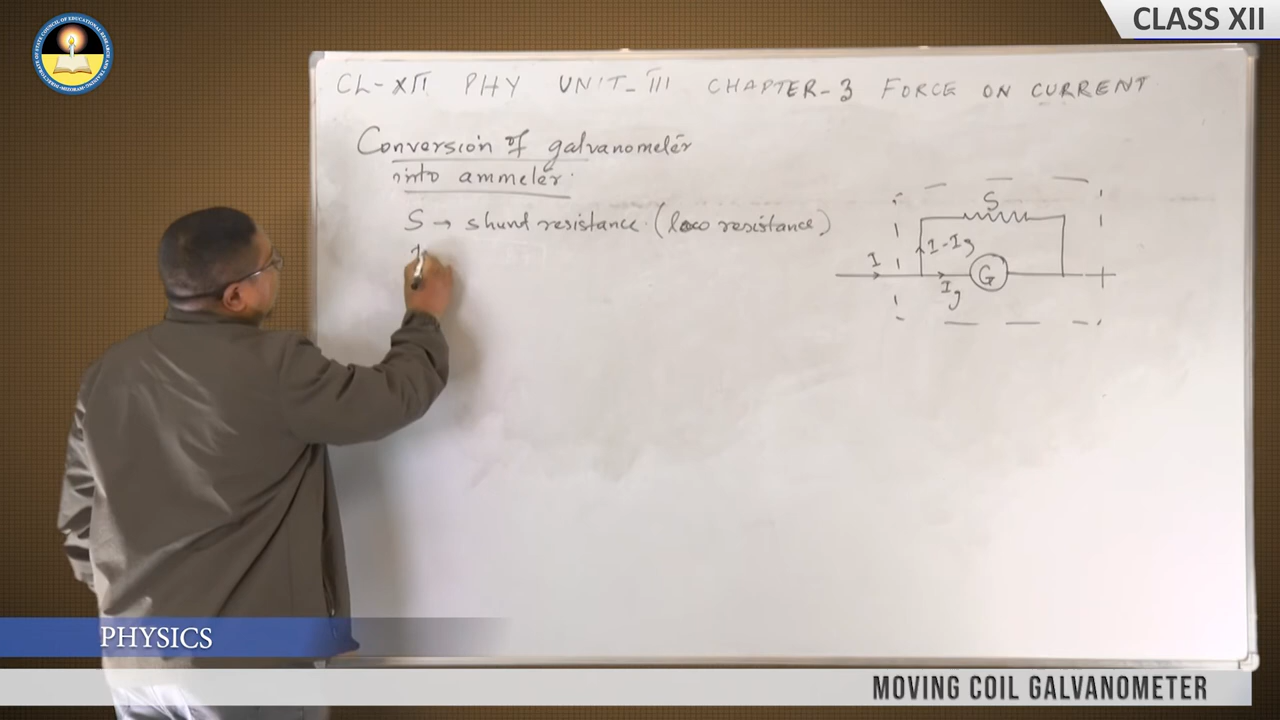 CLASS XII
CL-XII PHY UNIT-III CHAPTER-3 FORCE ON CURRENT
Conversion of galvanometer
into ammeter.
S → shunt resistance (low resistance)
S
I - Ig
I
G
Ig
PHYSICS
MOVING COIL GALVANOMETER